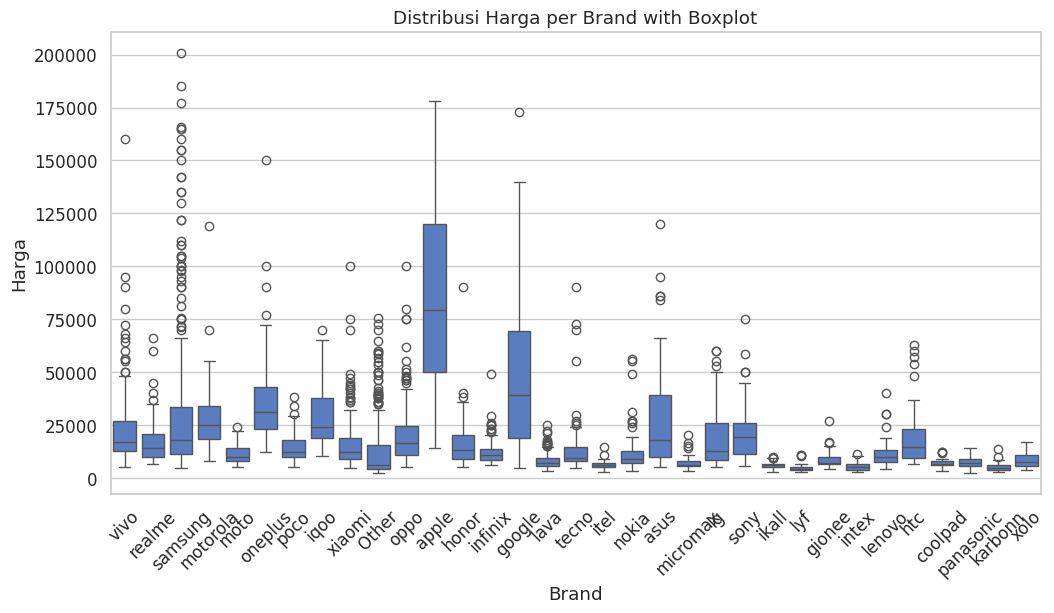 Distribusi Harga per Brand with Boxplot
Harga
200000
175000
150000
125000
100000
75000
50000
25000
0
vivo
realme
samsung
motorola
moto
oneplus
poco
iqoo
xiaomi
Other
oppo
apple
honor
infinix
google
lava
tecno
itel
nokia
asus
micromax
lg
sony
ikall
lyf
gionee
intex
lenovo
htc
coolpad
panasonic
karbonn
xolo
Brand